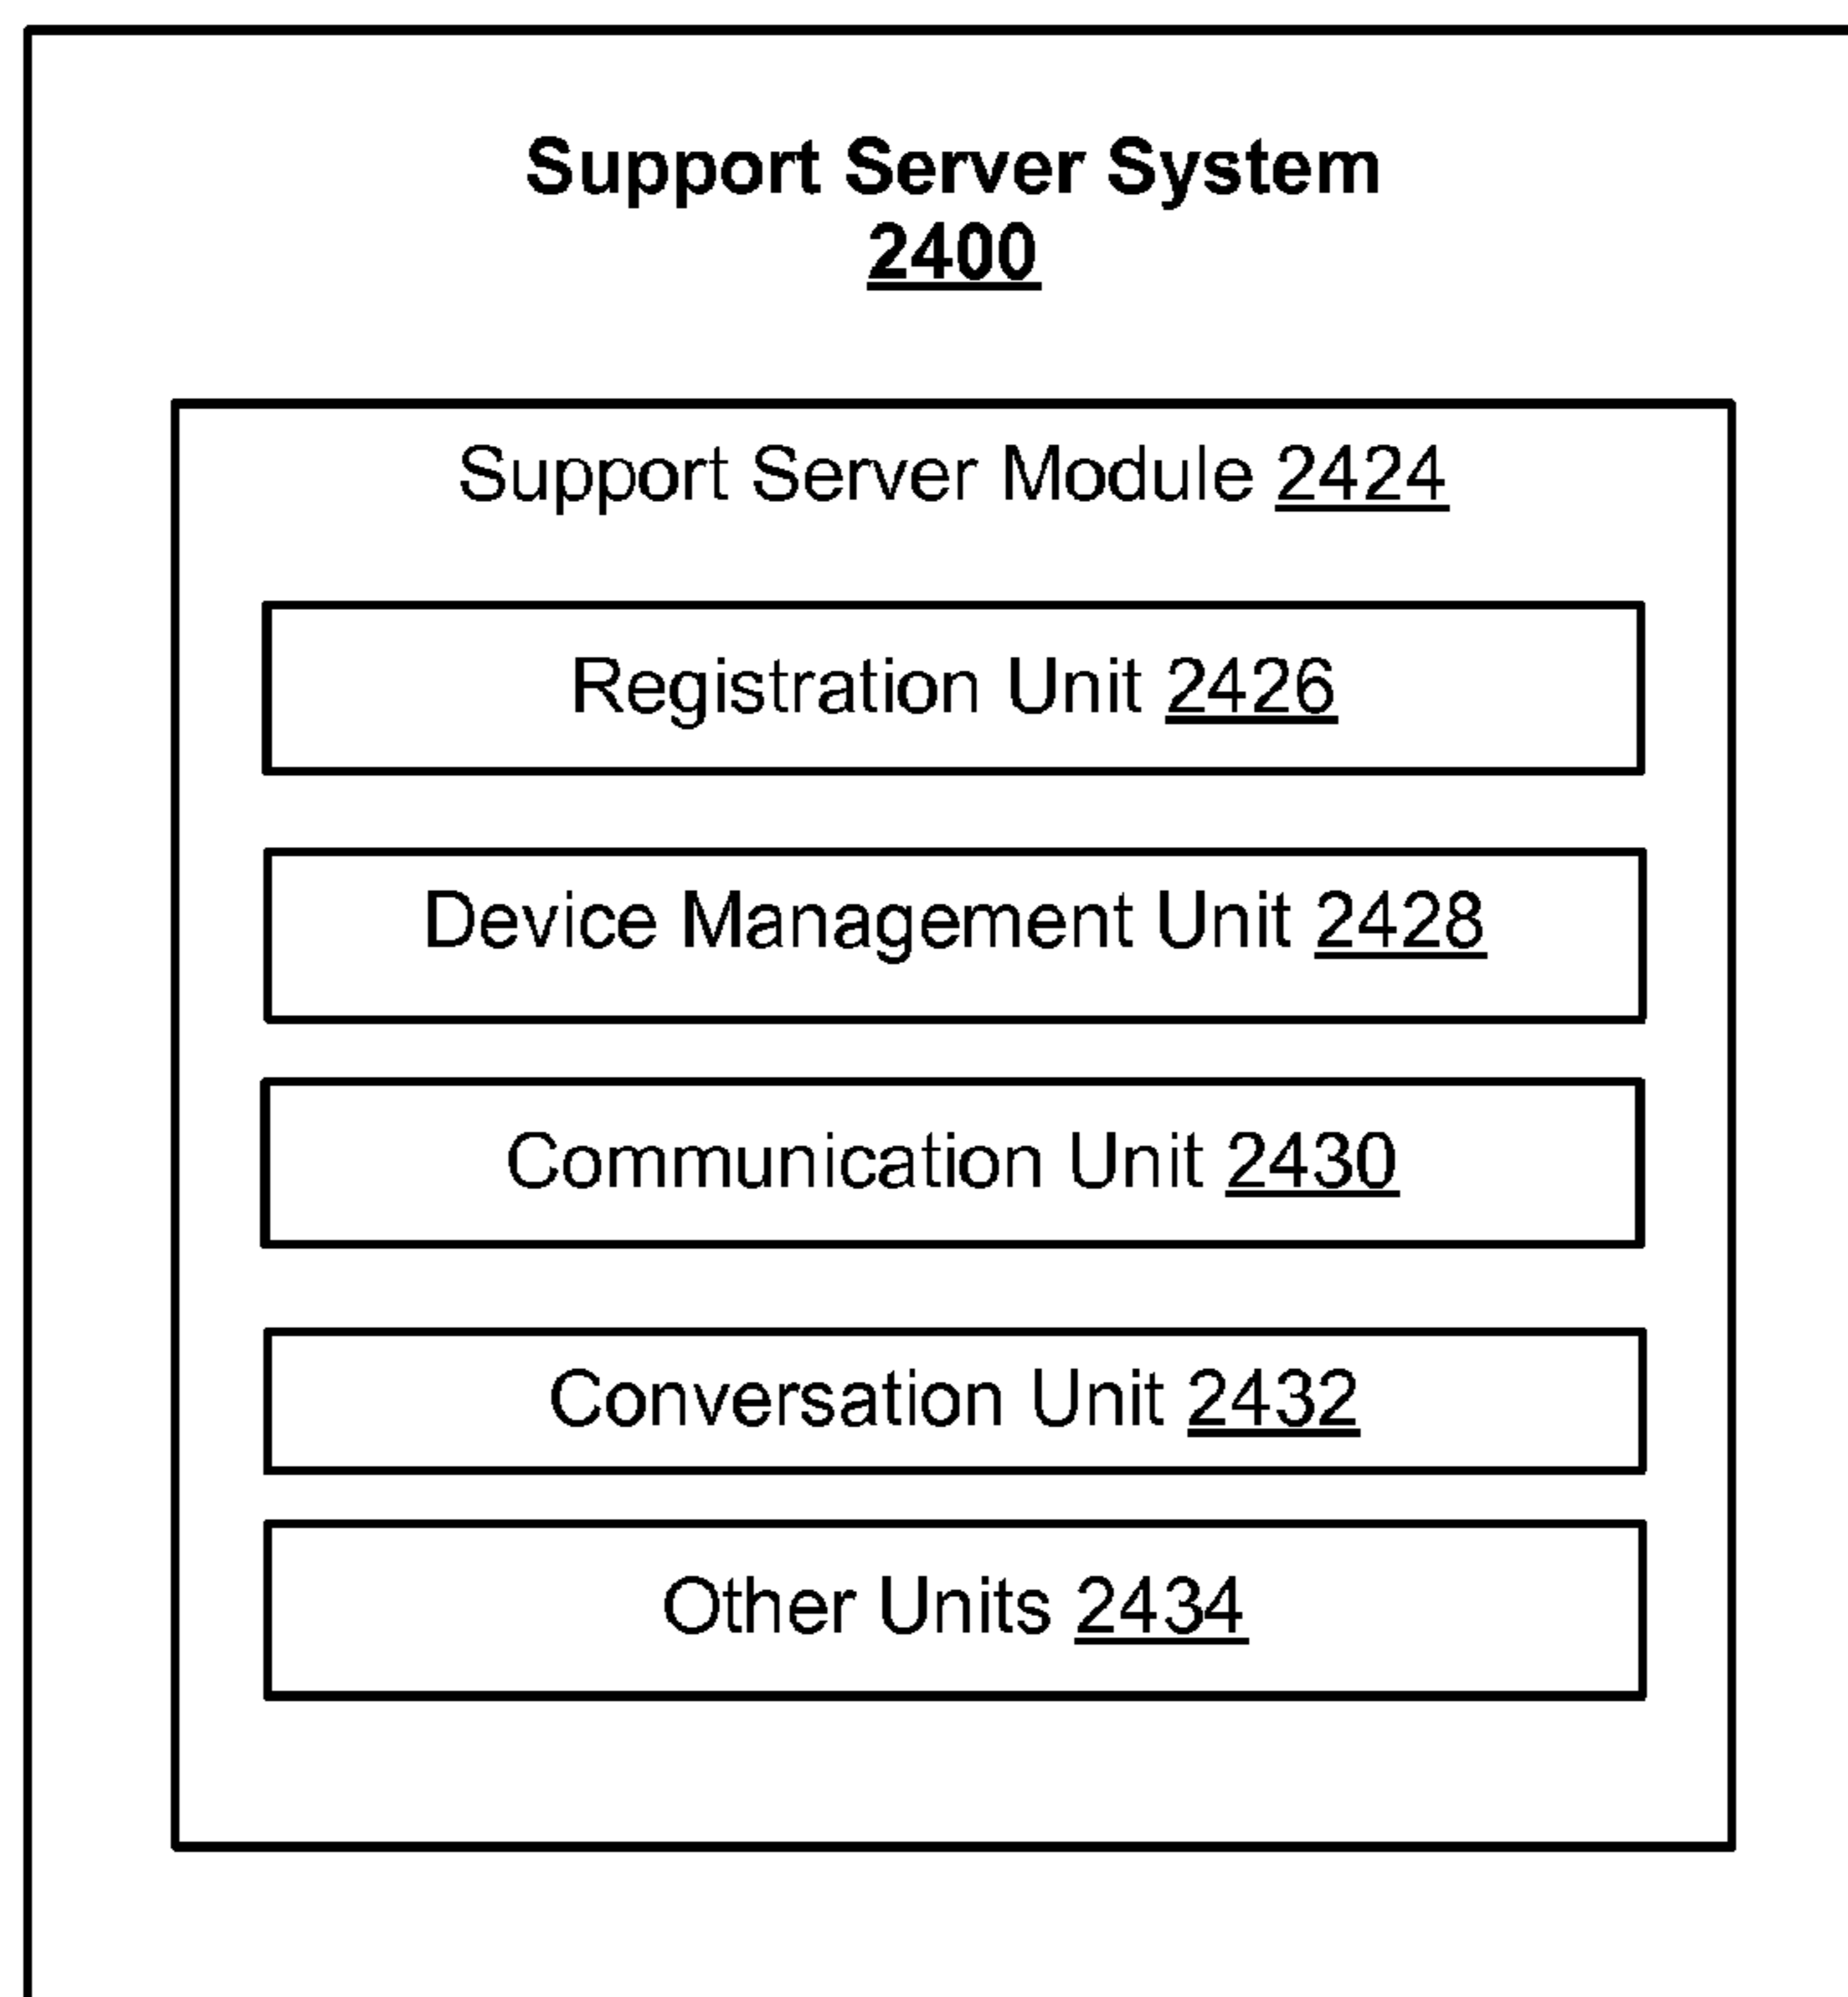 Support Server System
2400
Support Server Module 2424
Registration Unit 2426
Device Management Unit 2428
Communication Unit 2430
Conversation Unit 2432
Other Units 2434